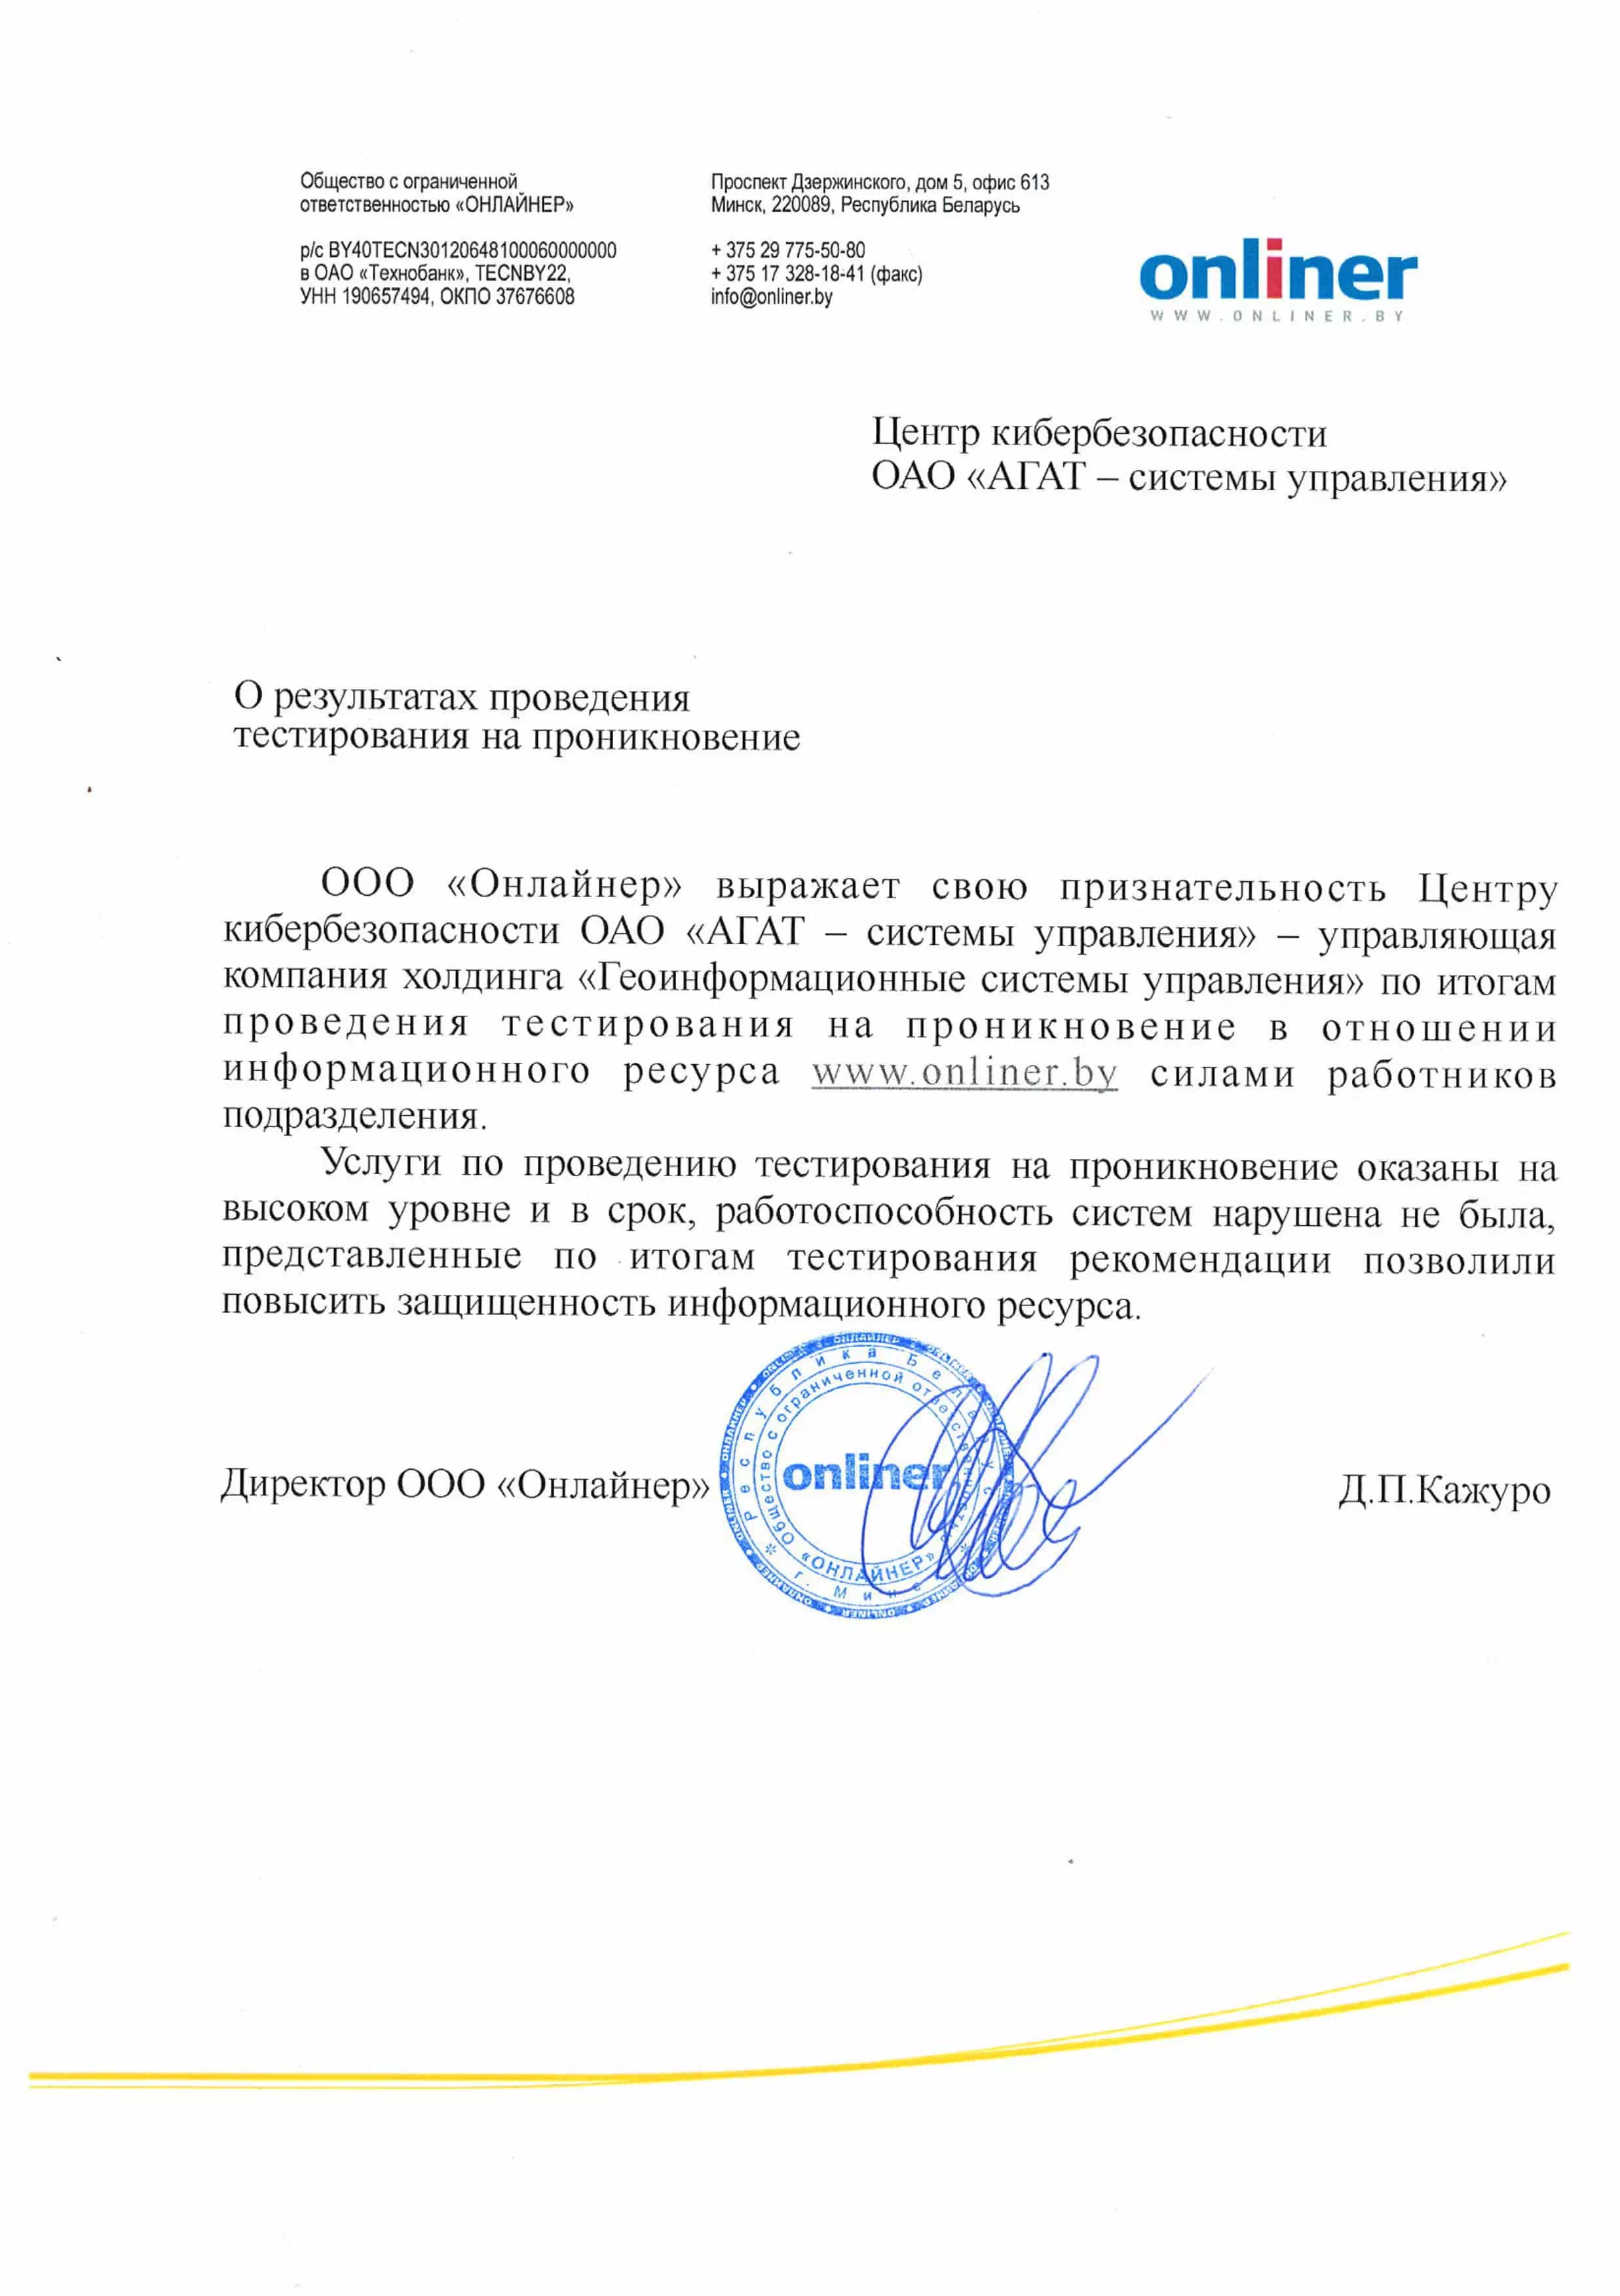 Общество с ограниченной
ответственностью «ОНЛАЙНЕР»
р/с BY40TECN30120648100060000000
в ОАО «Технобанк», TECNBY22,
УНН 190657494, ОКПО 37676608
Проспект Дзержинского, дом 5, офис 613
Минск, 220089, Республика Беларусь
+ 375 29 775-50-80
+ 375 17 328-18-41 (факс)
info@onliner.by
onliner
WWW.ONLINER.BY
Центр кибербезопасности
ОАО «АГАТ – системы управления»
О результатах проведения
тестирования на проникновение
ООО «Онлайнер» выражает свою признательность Центру
кибербезопасности ОАО «АГАТ – системы управления» – управляющая
компания холдинга «Геоинформационные системы управления» по итогам
проведения тестирования на проникновение в отношении
информационного ресурса www.onliner.by силами работников
подразделения.
Услуги по проведению тестирования на проникновение оказаны на
высоком уровне и в срок, работоспособность систем нарушена не была,
представленные по итогам тестирования рекомендации позволили
повысить защищенность информационного ресурса.
Директор ООО «Онлайнер»
Республика Беларусь
Общество с ограниченной ответственностью
onliner
«ОНЛАЙНЕР»
г. Минск
Д.П.Кажуро